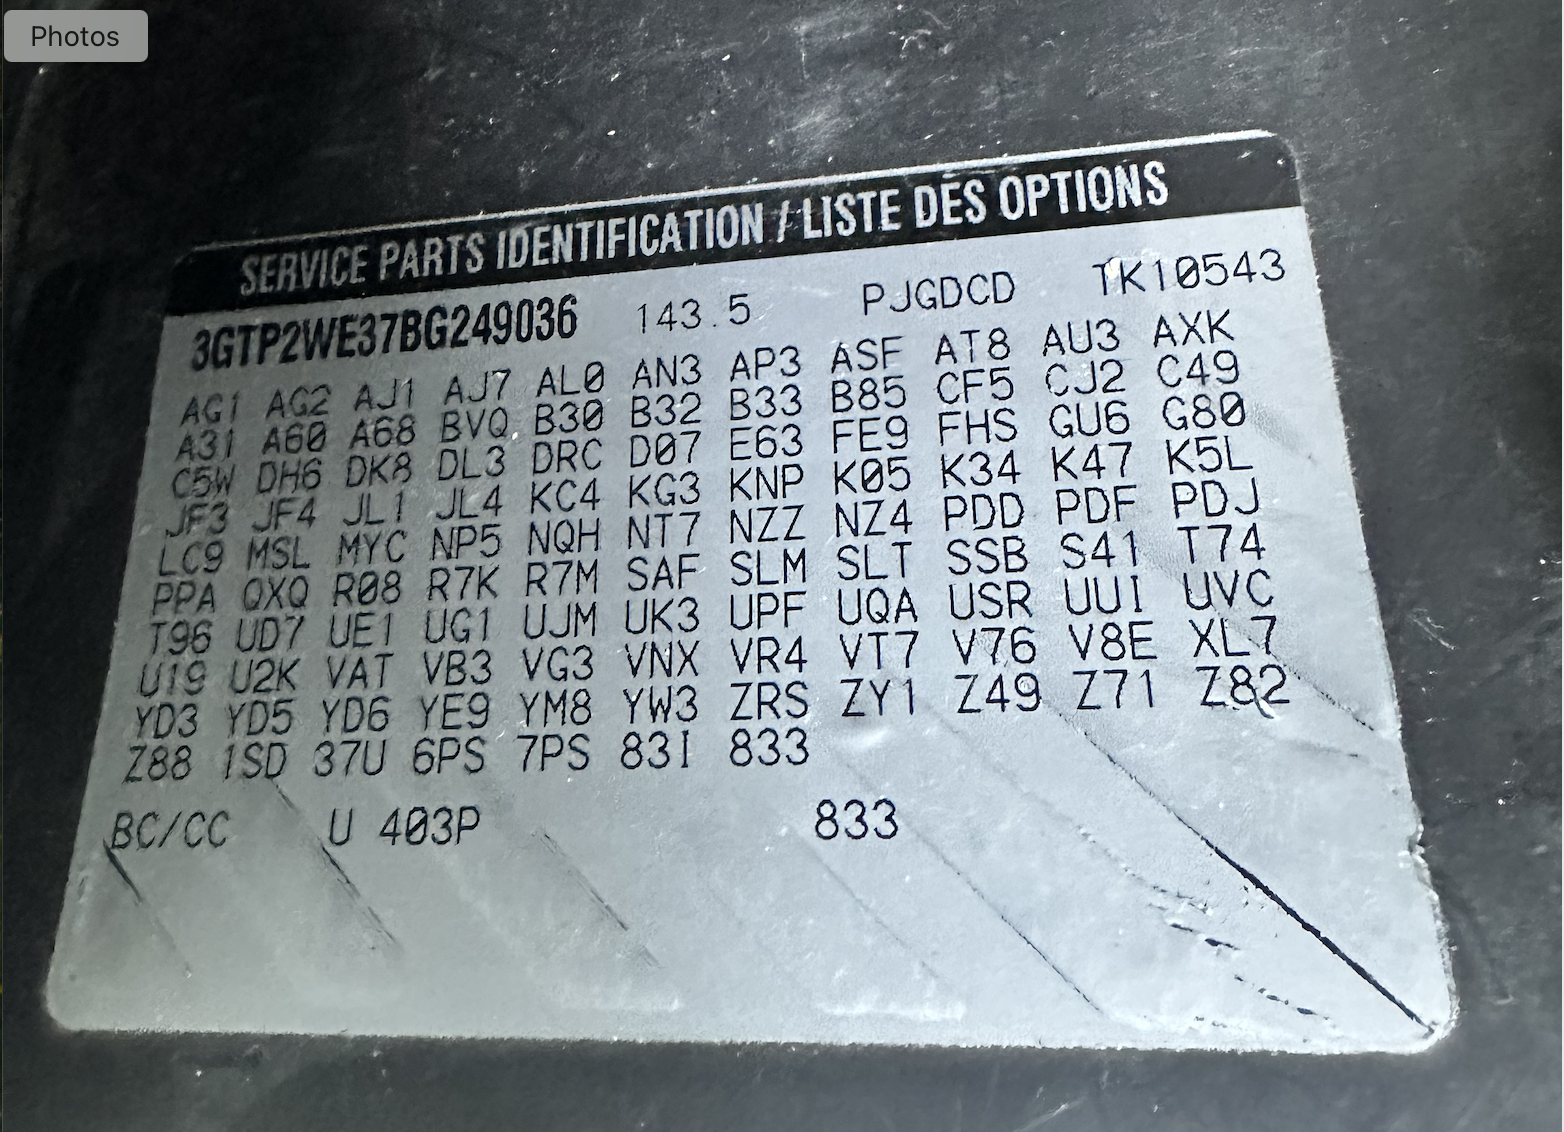 Photos
SERVICE PARTS IDENTIFICATION / LISTE DES OPTIONS
3GTP2WE37BG249036 143.5 PJGDCD TK10543
AG1 AG2 AJ1 AJ7 AL0 AN3 AP3 ASF AT8 AU3 AXK
A31 A60 A68 BVQ B30 B32 B33 B85 CF5 CJ2 C49
C5W DH6 DK8 DL3 DRC D07 E63 FE9 FHS GU6 G80
JF3 JF4 JL1 JL4 KC4 KG3 KNP K05 K34 K47 K5L
LC9 MSL MYC NP5 NQH NT7 NZZ NZ4 PDD PDF PDJ
PPA QXQ R08 R7K R7M SAF SLM SLT SSB S41 T74
T96 UD7 UE1 UG1 UJM UK3 UPF UQA USR UUI UVC
U19 U2K VAT VB3 VG3 VNX VR4 VT7 V76 V8E XL7
YD3 YD5 YD6 YE9 YM8 YW3 ZRS ZY1 Z49 Z71 Z82
Z88 1SD 37U 6PS 7PS 83I 833
BC/CC U 403P 833